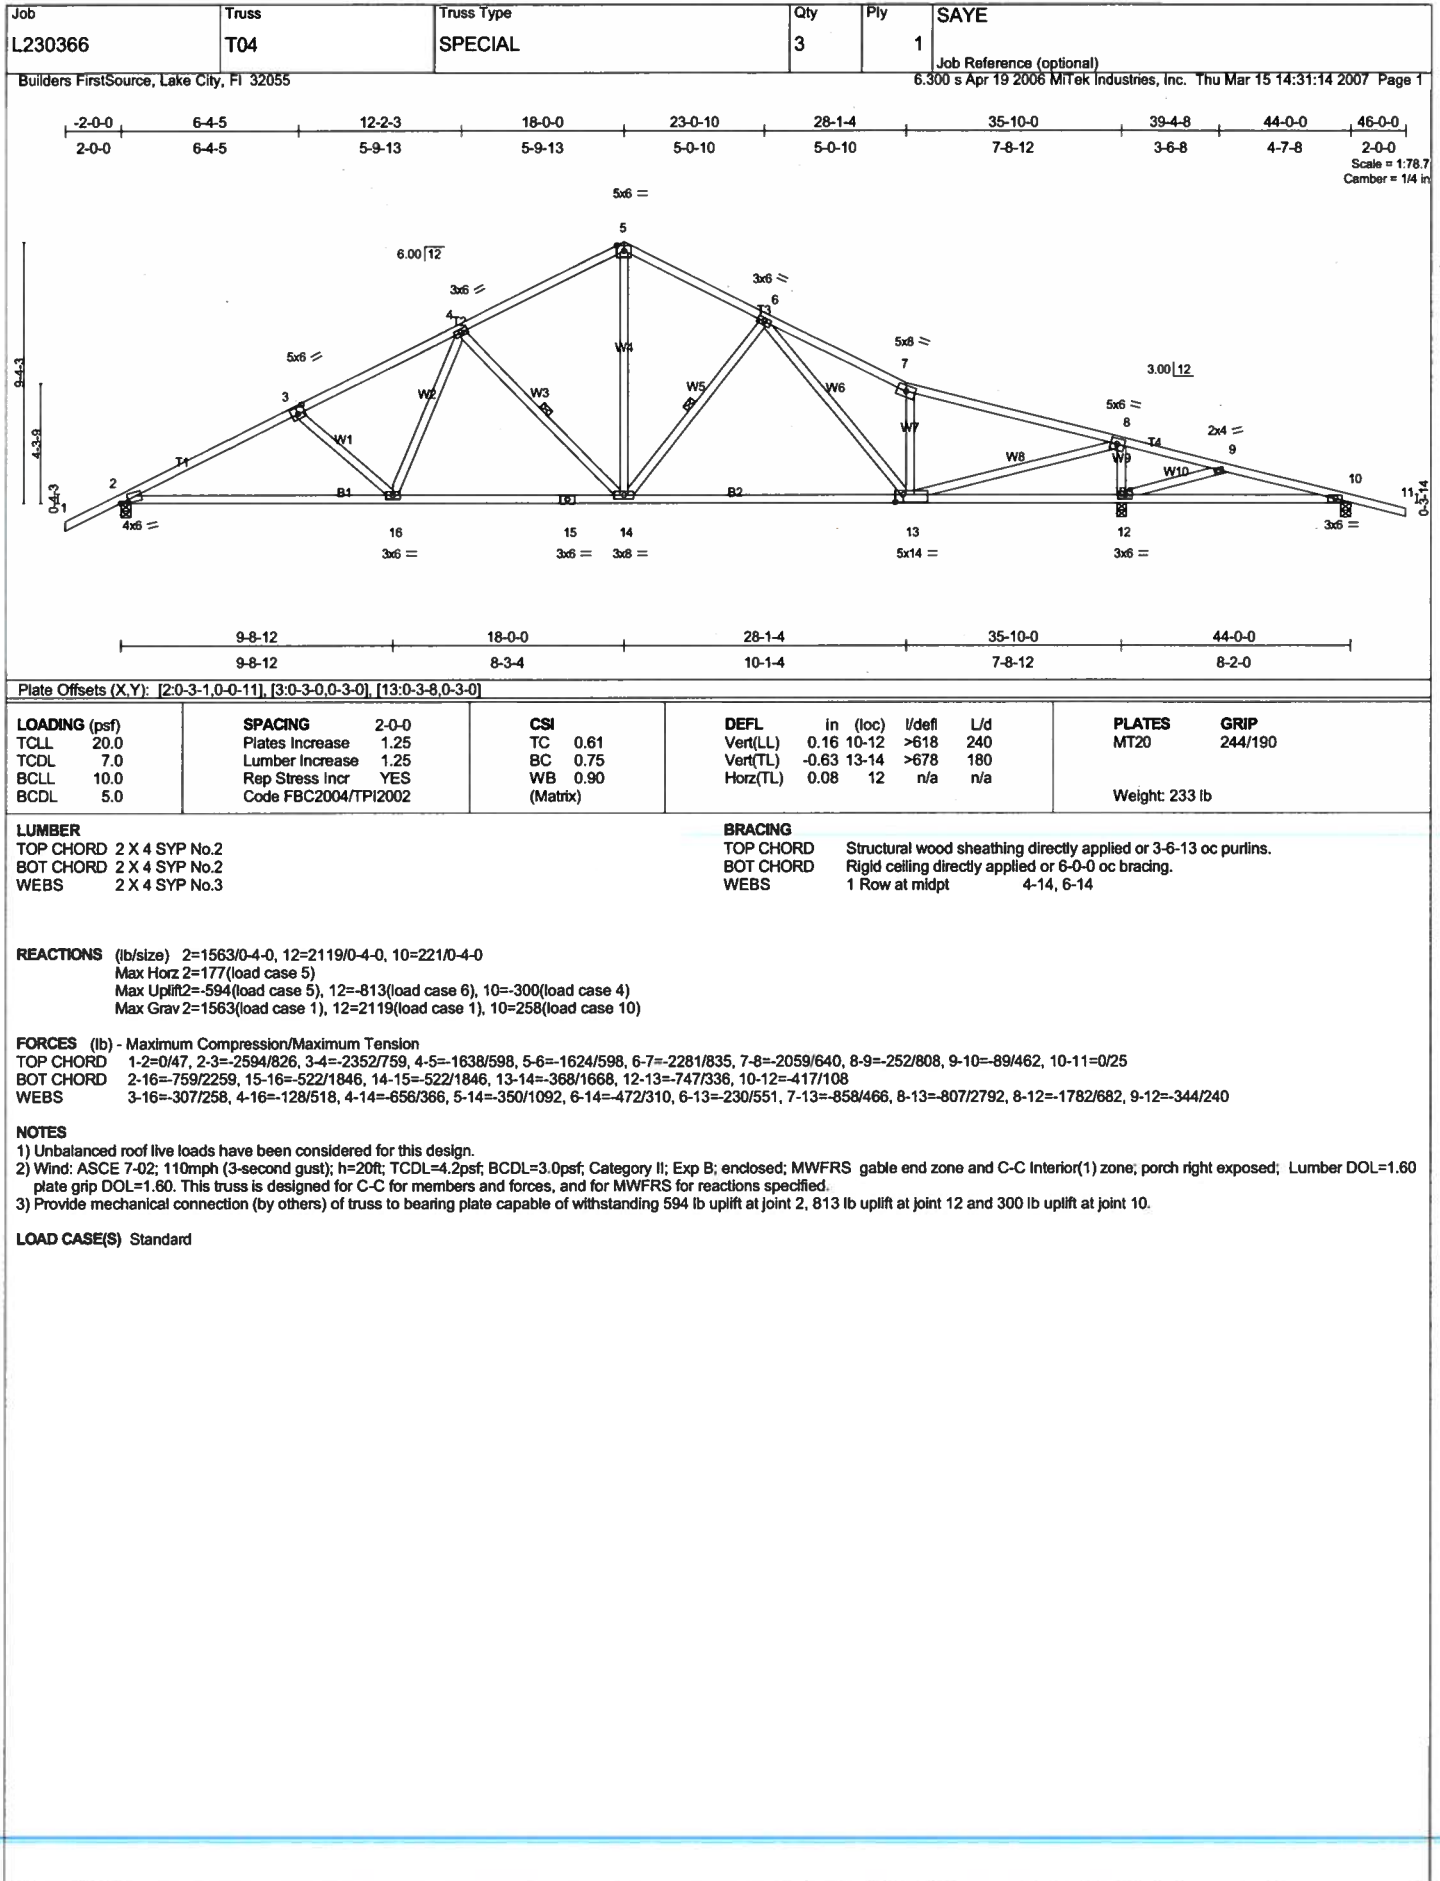 Job Truss Truss Type Qty Ply SAYE
L230366 T04 SPECIAL 3 1
Job Reference (optional)
Builders FirstSource, Lake City, Fl 32055 6.300 s Apr 19 2006 MiTek Industries, Inc. Thu Mar 15 14:31:14 2007 Page 1
-2-0-0 6-4-5 12-2-3 18-0-0 23-0-10 28-1-4 35-10-0 39-4-8 44-0-0 46-0-0
2-0-0 6-4-5 5-9-13 5-9-13 5-0-10 5-0-10 7-8-12 3-6-8 4-7-8 2-0-0
Scale = 1:78.7
Camber = 1/4 in
5x6 =
5
6.00 12
3x6 =
3x6 =
6
4 T2 T3
5x8 =
5x6 =
W4
7
3.00 12
9-4-3
3
W2 W3 W5 W6
5x6 =
8
2x4 =
9
4-3-9
W1
W7
T4
T1
W8 W9 W10
2
B1 B2
10
11
0-4-3
1
0-3-14
4x6 =
3x6 =
16 15 14 13 12
3x6 = 3x6 = 3x8 = 5x14 = 3x6 =
9-8-12 18-0-0 28-1-4 35-10-0 44-0-0
9-8-12 8-3-4 10-1-4 7-8-12 8-2-0
Plate Offsets (X,Y): [2:0-3-1,0-0-11], [3:0-3-0,0-3-0], [13:0-3-8,0-3-0]
LOADING (psf) SPACING 2-0-0 CSI DEFL in (loc) l/defl L/d PLATES GRIP
TCLL 20.0 Plates Increase 1.25 TC 0.61 Vert(LL) 0.16 10-12 >618 240 MT20 244/190
TCDL 7.0 Lumber Increase 1.25 BC 0.75 Vert(TL) -0.63 13-14 >678 180
BCLL 10.0 Rep Stress Incr YES WB 0.90 Horz(TL) 0.08 12 n/a n/a
BCDL 5.0 Code FBC2004/TPI2002 (Matrix) Weight: 233 lb
LUMBER BRACING
TOP CHORD 2 X 4 SYP No.2 TOP CHORD Structural wood sheathing directly applied or 3-6-13 oc purlins.
BOT CHORD 2 X 4 SYP No.2 BOT CHORD Rigid ceiling directly applied or 6-0-0 oc bracing.
WEBS 2 X 4 SYP No.3 WEBS 1 Row at midpt 4-14, 6-14
REACTIONS (lb/size) 2=1563/0-4-0, 12=2119/0-4-0, 10=221/0-4-0
Max Horz 2=177(load case 5)
Max Uplift2=-594(load case 5), 12=-813(load case 6), 10=-300(load case 4)
Max Grav 2=1563(load case 1), 12=2119(load case 1), 10=258(load case 10)
FORCES (lb) - Maximum Compression/Maximum Tension
TOP CHORD 1-2=0/47, 2-3=-2594/826, 3-4=-2352/759, 4-5=-1638/598, 5-6=-1624/598, 6-7=-2281/835, 7-8=-2059/640, 8-9=-252/808, 9-10=-89/462, 10-11=0/25
BOT CHORD 2-16=-759/2259, 15-16=-522/1846, 14-15=-522/1846, 13-14=-368/1668, 12-13=-747/336, 10-12=-417/108
WEBS 3-16=-307/258, 4-16=-128/518, 4-14=-656/366, 5-14=-350/1092, 6-14=-472/310, 6-13=-230/551, 7-13=-858/466, 8-13=-807/2792, 8-12=-1782/682, 9-12=-344/240
NOTES
1) Unbalanced roof live loads have been considered for this design.
2) Wind: ASCE 7-02; 110mph (3-second gust); h=20ft; TCDL=4.2psf; BCDL=3.0psf; Category II; Exp B; enclosed; MWFRS gable end zone and C-C Interior(1) zone; porch right exposed; Lumber DOL=1.60
plate grip DOL=1.60. This truss is designed for C-C for members and forces, and for MWFRS for reactions specified.
3) Provide mechanical connection (by others) of truss to bearing plate capable of withstanding 594 lb uplift at joint 2, 813 lb uplift at joint 12 and 300 lb uplift at joint 10.
LOAD CASE(S) Standard